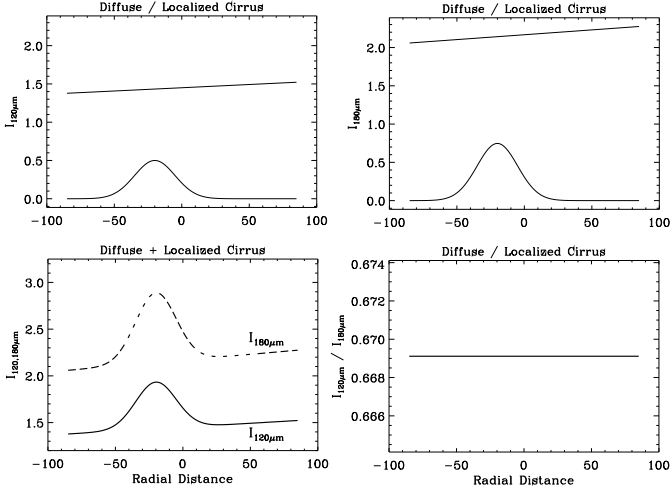 Diffuse / Localized Cirrus
2.0
1.5
1.0
0.5
0.0
I120μm
-100 -50 0 50 100
Diffuse / Localized Cirrus
2.0
1.5
1.0
0.5
0.0
I180μm
-100 -50 0 50 100
Diffuse + Localized Cirrus
3.0
2.5
2.0
1.5
I120,180μm
I180μm
I120μm
-100 -50 0 50 100
Radial Distance
Diffuse / Localized Cirrus
0.674
0.672
0.670
0.668
0.666
I120μm / I180μm
-100 -50 0 50 100
Radial Distance